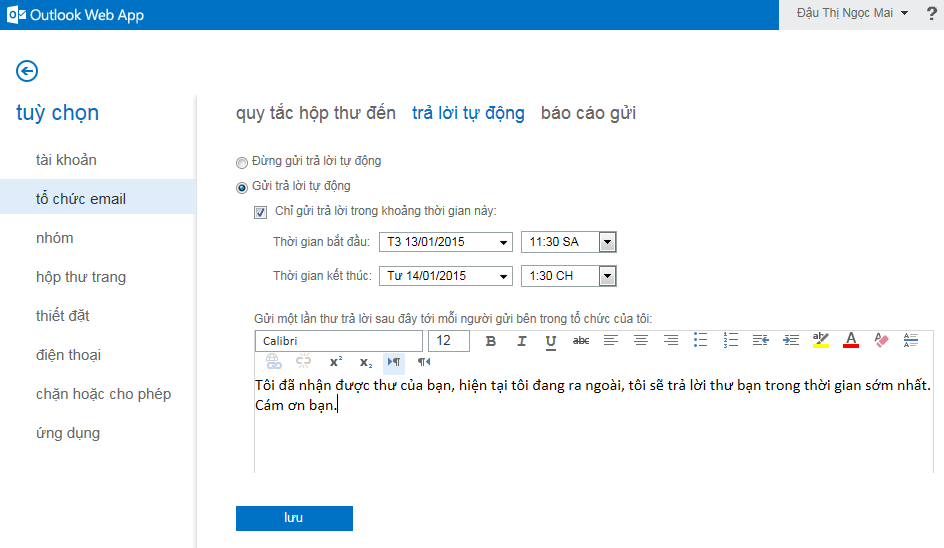 Outlook Web App
Đậu Thị Ngọc Mai
?
tuỳ chọn
tài khoản
tổ chức email
nhóm
hộp thư trang
thiết đặt
điện thoại
chặn hoặc cho phép
ứng dụng
quy tắc hộp thư đến trả lời tự động báo cáo gửi
Đừng gửi trả lời tự động
Gửi trả lời tự động
Chỉ gửi trả lời trong khoảng thời gian này:
Thời gian bắt đầu: T3 13/01/2015 11:30 SA
Thời gian kết thúc: Tư 14/01/2015 1:30 CH
Gửi một lần thư trả lời sau đây tới mỗi người gửi bên trong tổ chức của tôi:
Calibri 12 B I U abc ab A
x² x₂
Tôi đã nhận được thư của bạn, hiện tại tôi đang ra ngoài, tôi sẽ trả lời thư bạn trong thời gian sớm nhất.
Cám ơn bạn.
lưu